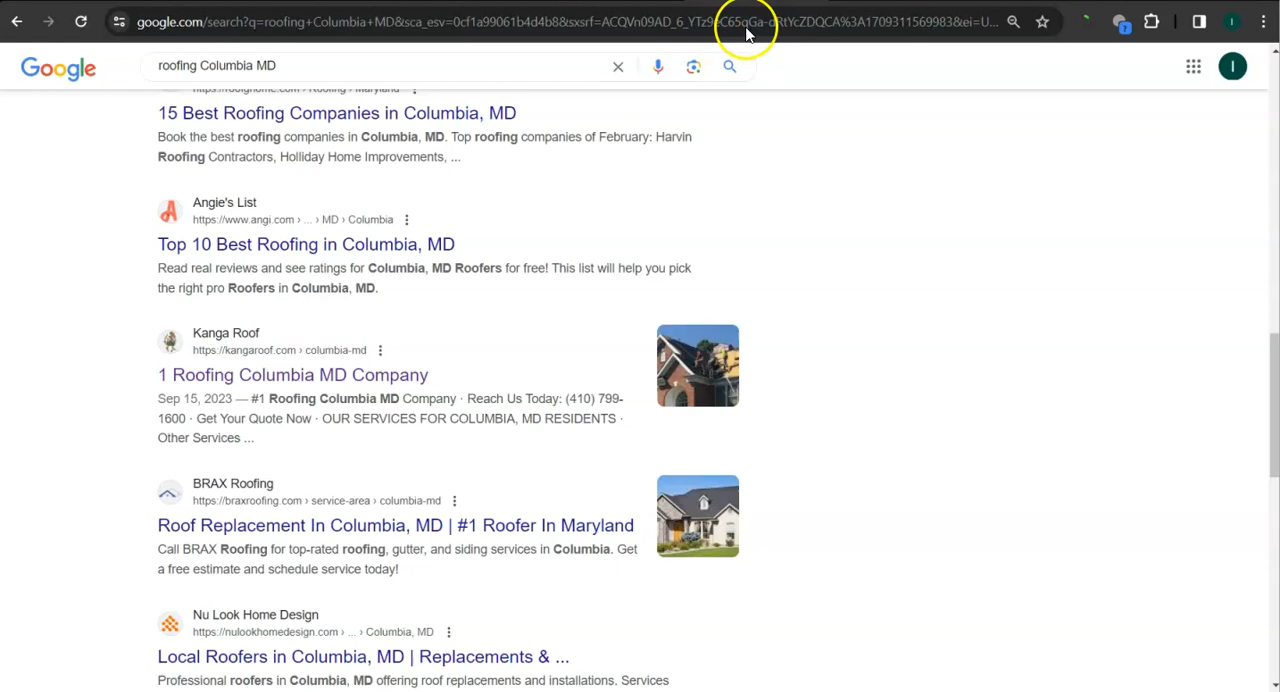 google.com/search?q=roofing+Columbia+MD&sca_esv=0cf1a99061b4d4b8&sxsrf=ACQVn09AD_6_YTz9eC65qGa-dRtYcZDQCA%3A1709311569983&ei=U...
Google
roofing Columbia MD
I
15 Best Roofing Companies in Columbia, MD
Book the best roofing companies in Columbia, MD. Top roofing companies of February: Harvin
Roofing Contractors, Holliday Home Improvements, ...
Angie's List
https://www.angi.com › ... › MD › Columbia
Top 10 Best Roofing in Columbia, MD
Read real reviews and see ratings for Columbia, MD Roofers for free! This list will help you pick
the right pro Roofers in Columbia, MD.
Kanga Roof
https://kangaroof.com › columbia-md
1 Roofing Columbia MD Company
Sep 15, 2023 — #1 Roofing Columbia MD Company · Reach Us Today: (410) 799-
1600 · Get Your Quote Now · OUR SERVICES FOR COLUMBIA, MD RESIDENTS ·
Other Services ...
BRAX Roofing
https://braxroofing.com › service-area › columbia-md
Roof Replacement In Columbia, MD | #1 Roofer In Maryland
Call BRAX Roofing for top-rated roofing, gutter, and siding services in Columbia. Get
a free estimate and schedule service today!
Nu Look Home Design
https://nulookhomedesign.com › ... › Columbia, MD
Local Roofers in Columbia, MD | Replacements & ...
Professional roofers in Columbia, MD offering roof replacements and installations. Services